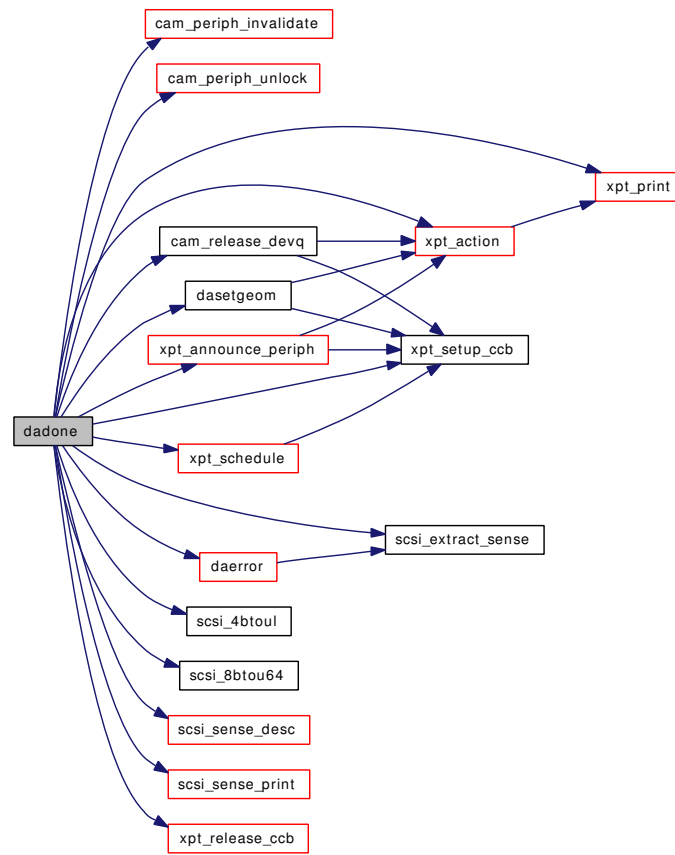 cam_periph_invalidate
cam_periph_unlock
xpt_print
cam_release_devq
xpt_action
dasetgeom
xpt_announce_periph
xpt_setup_ccb
dadone
xpt_schedule
scsi_extract_sense
daerror
scsi_4btoul
scsi_8btou64
scsi_sense_desc
scsi_sense_print
xpt_release_ccb